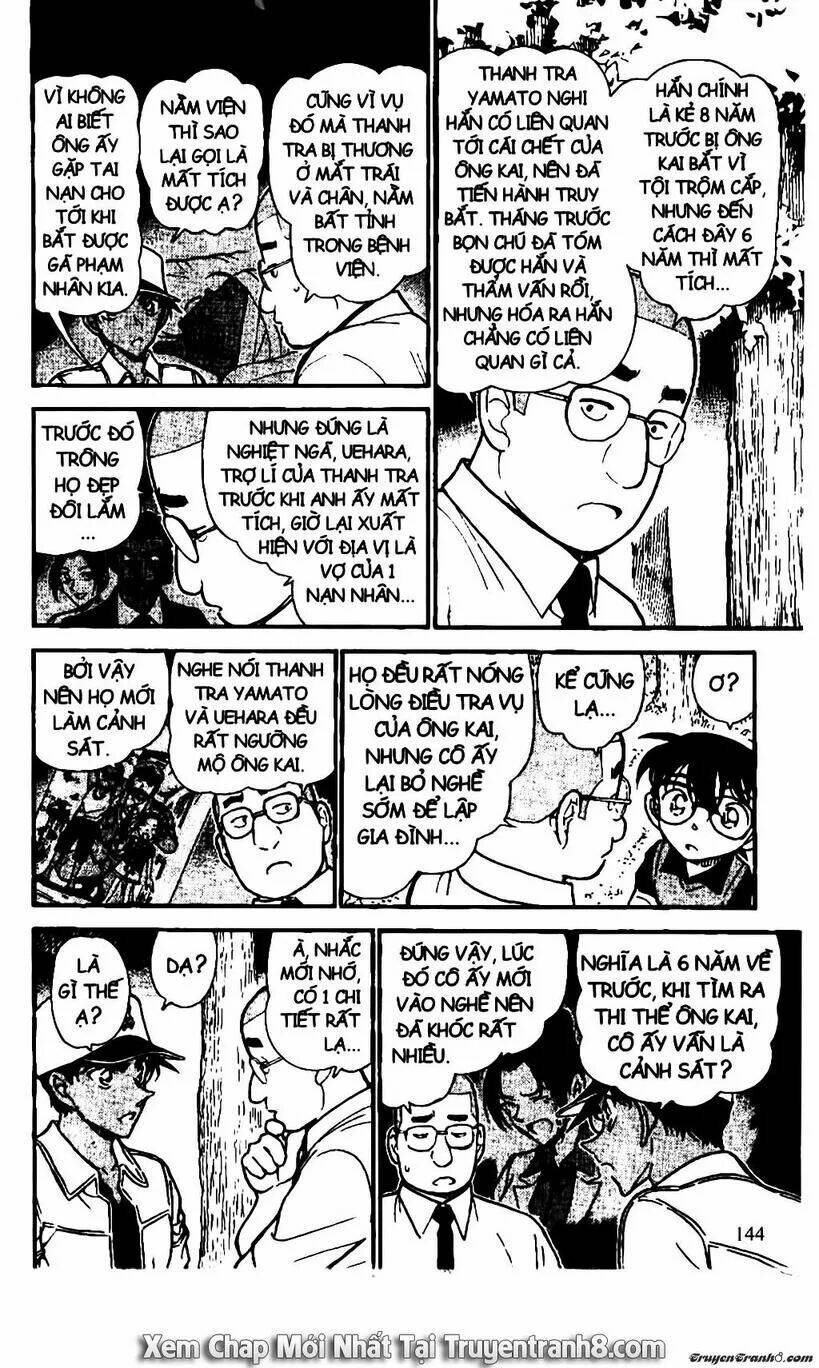 HẮN CHÍNH
LÀ KẺ 8 NĂM
TRƯỚC BỊ ÔNG
KAI BẮT VÌ
TỘI TRỘM CẮP,
NHƯNG ĐẾN
CÁCH ĐÂY 6
NĂM THÌ MẤT
TÍCH...
THANH TRA
YAMATO NGHI
HẮN CÓ LIÊN QUAN
TỚI CÁI CHẾT CỦA
ÔNG KAI, NÊN ĐÃ
TIẾN HÀNH TRUY
BẮT. THÁNG TRƯỚC
BỌN CHÚ ĐÃ TÓM
ĐƯỢC HẮN VÀ
THẨM VẤN RỒI,
NHƯNG HÓA RA HẮN
CHẲNG CÓ LIÊN
QUAN GÌ CẢ.
CŨNG VÌ VỤ
ĐÓ MÀ THANH
TRA BỊ THƯƠNG
Ở MẮT TRÁI
VÀ CHÂN, NẰM
BẤT TỈNH
TRONG BỆNH
VIỆN.
NẰM VIỆN
THÌ SAO
LẠI GỌI LÀ
MẤT TÍCH
ĐƯỢC Ạ?
VÌ KHÔNG
AI BIẾT
ÔNG ẤY
GẶP TAI
NẠN CHO
TỚI KHI
BẮT ĐƯỢC
GÃ PHẠM
NHÂN KIA.
NHƯNG ĐÚNG LÀ
NGHIỆT NGÃ, UEHARA,
TRỢ LÍ CỦA THANH TRA
TRƯỚC KHI ANH ẤY MẤT
TÍCH, GIỜ LẠI XUẤT
HIỆN VỚI ĐỊA VỊ LÀ
VỢ CỦA 1
NẠN NHÂN...
TRƯỚC ĐÓ
TRÔNG
HỌ ĐẸP
ĐÔI LẮM
...
Ơ?
KỂ CŨNG
LẠ...
HỌ ĐỀU RẤT NÓNG
LÒNG ĐIỀU TRA VỤ
CỦA ÔNG KAI,
NHƯNG CÔ ẤY
LẠI BỎ NGHỀ
SỚM ĐỂ LẬP
GIA ĐÌNH...
NGHE NÓI THANH
TRA YAMATO
VÀ UEHARA ĐỀU
RẤT NGƯỠNG
MỘ ÔNG KAI.
BỞI VẬY
NÊN HỌ MỚI
LÀM CẢNH
SÁT.
NGHĨA LÀ 6 NĂM VỀ
TRƯỚC, KHI TÌM RA
THI THỂ ÔNG KAI,
CÔ ẤY VẪN LÀ
CẢNH SÁT?
ĐÚNG VẬY, LÚC
ĐÓ CÔ ẤY MỚI
VÀO NGHỀ NÊN
ĐÃ KHÓC RẤT
NHIỀU.
À, NHẮC
MỚI NHỚ,
CÓ 1 CHI
TIẾT RẤT
LẠ...
DẠ?
LÀ
GÌ THẾ
Ạ?
144
Xem Chap Mới Nhất Tại Truyentranh8.com
TruyenTranh8.com